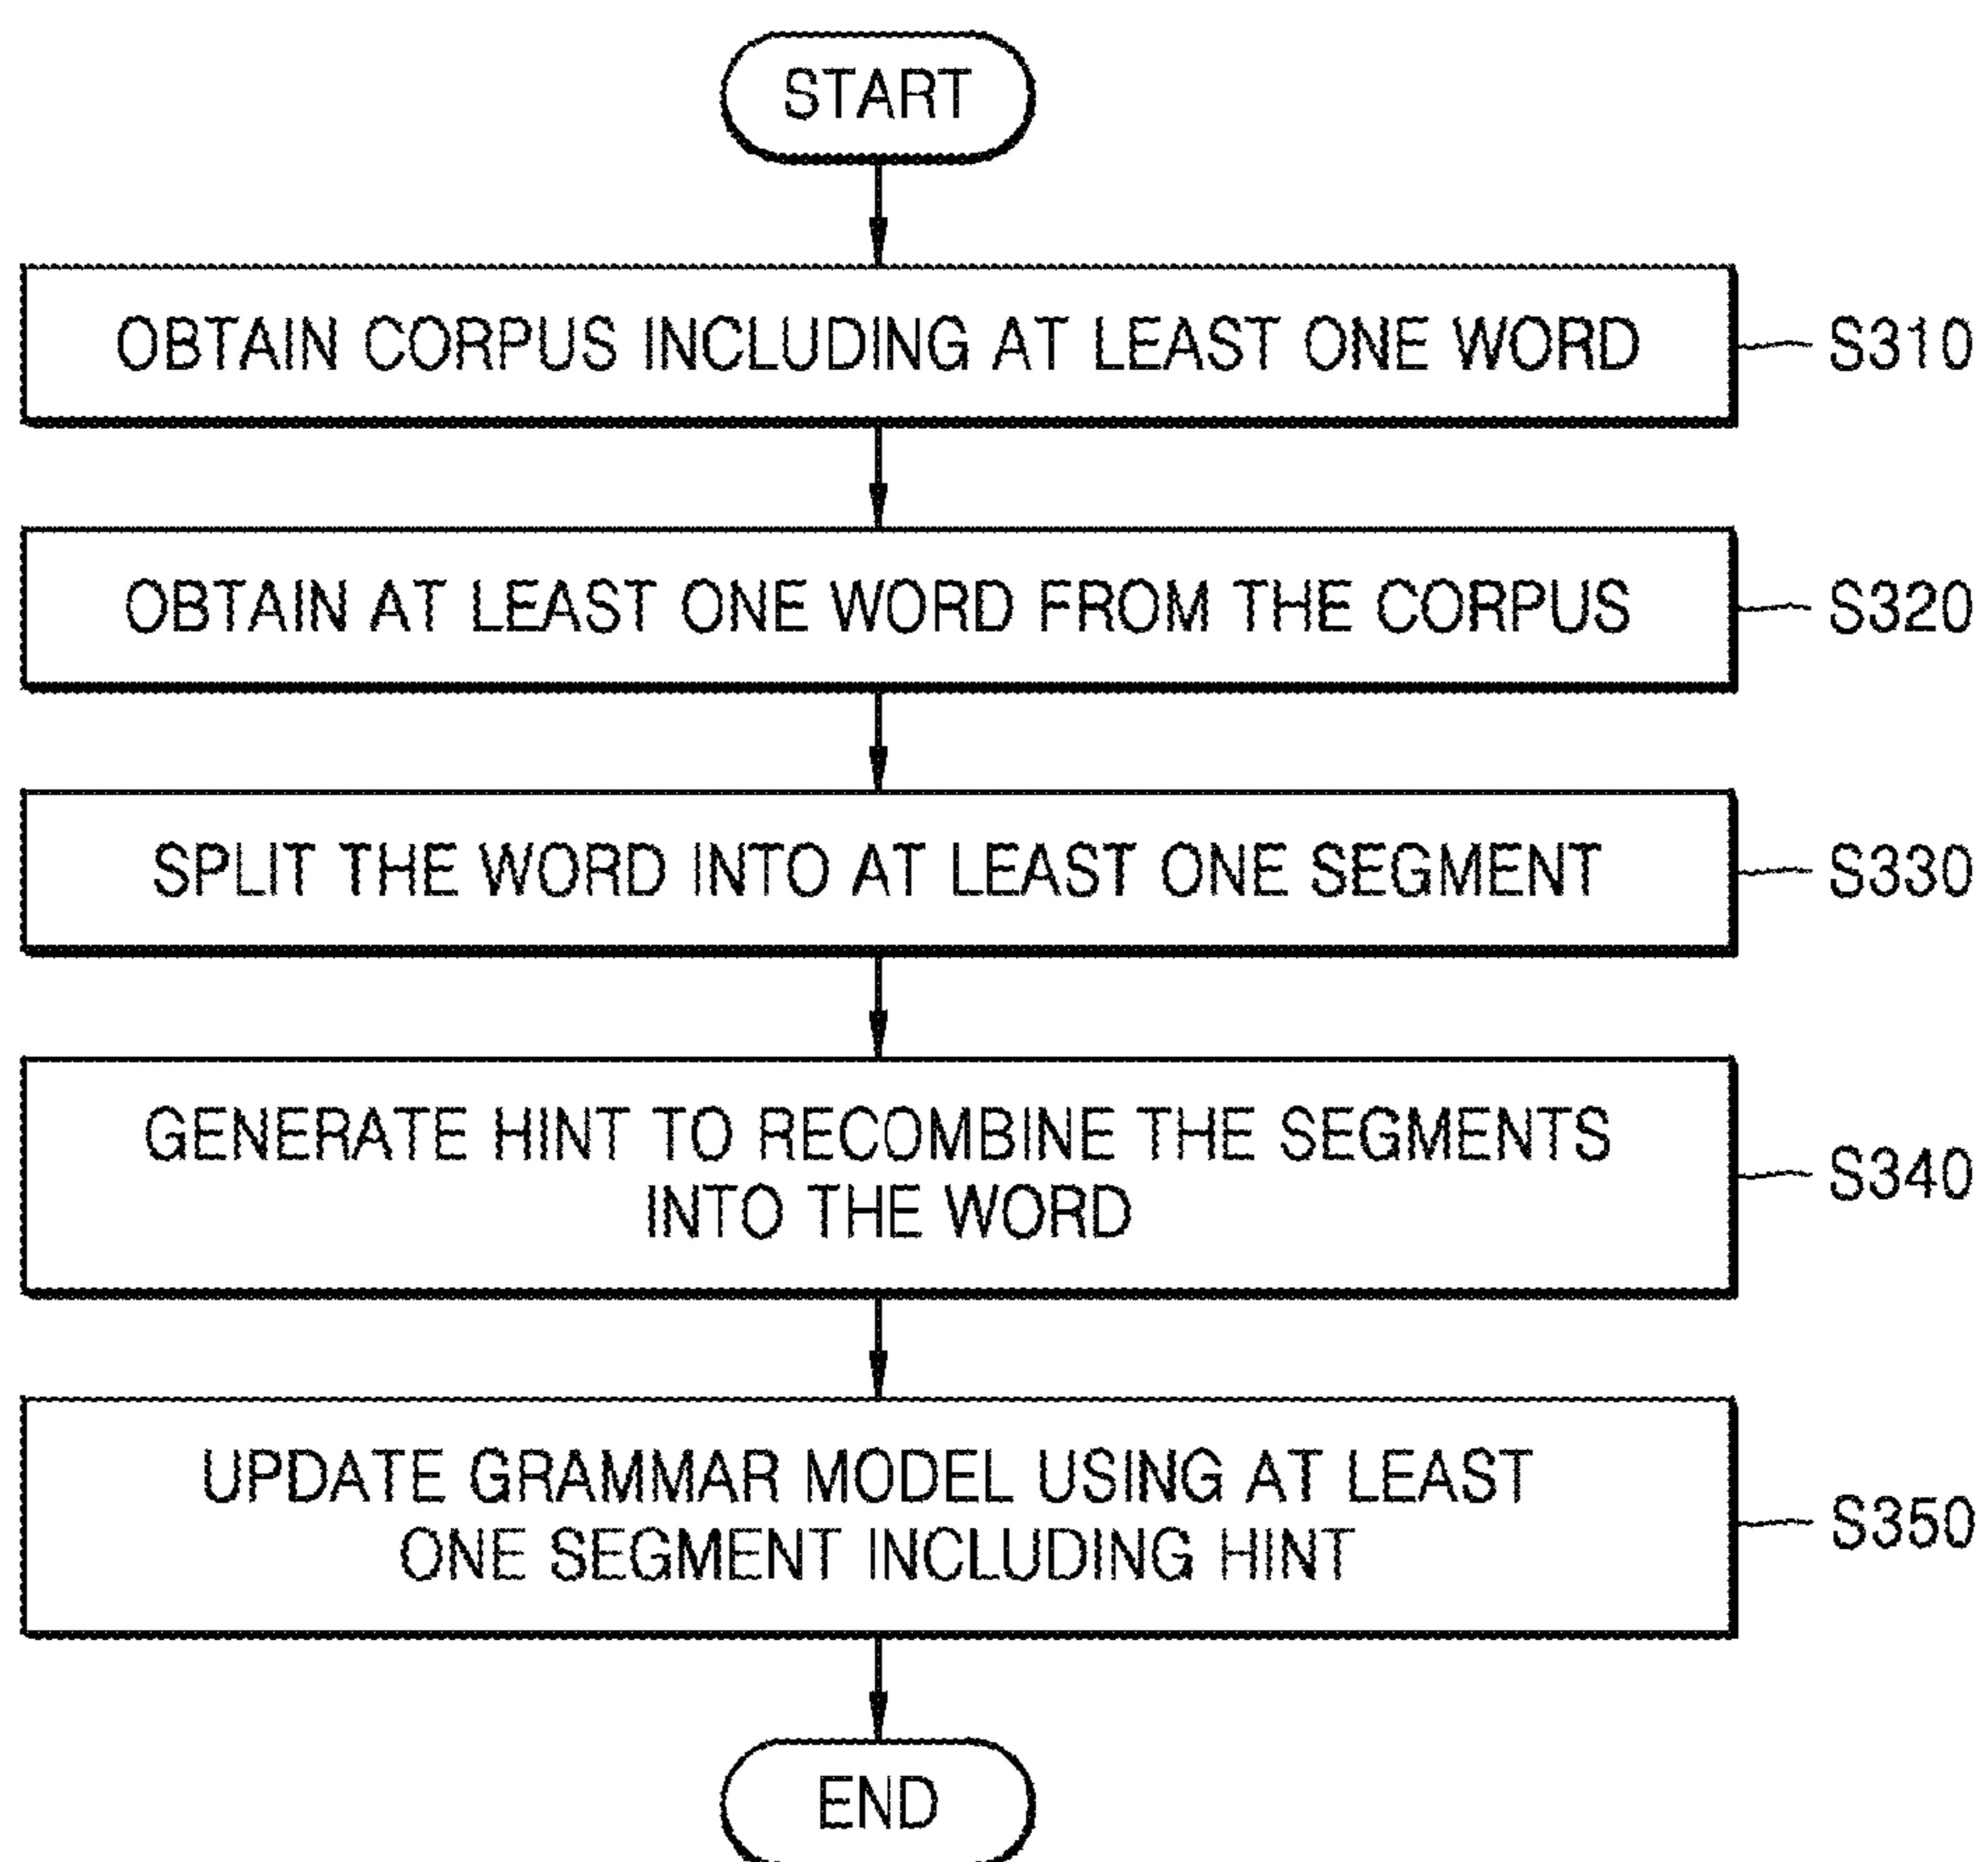 START
OBTAIN CORPUS INCLUDING AT LEAST ONE WORD
S310
OBTAIN AT LEAST ONE WORD FROM THE CORPUS
S320
SPLIT THE WORD INTO AT LEAST ONE SEGMENT
S330
GENERATE HINT TO RECOMBINE THE SEGMENTS
INTO THE WORD
S340
UPDATE GRAMMAR MODEL USING AT LEAST
ONE SEGMENT INCLUDING HINT
S350
END